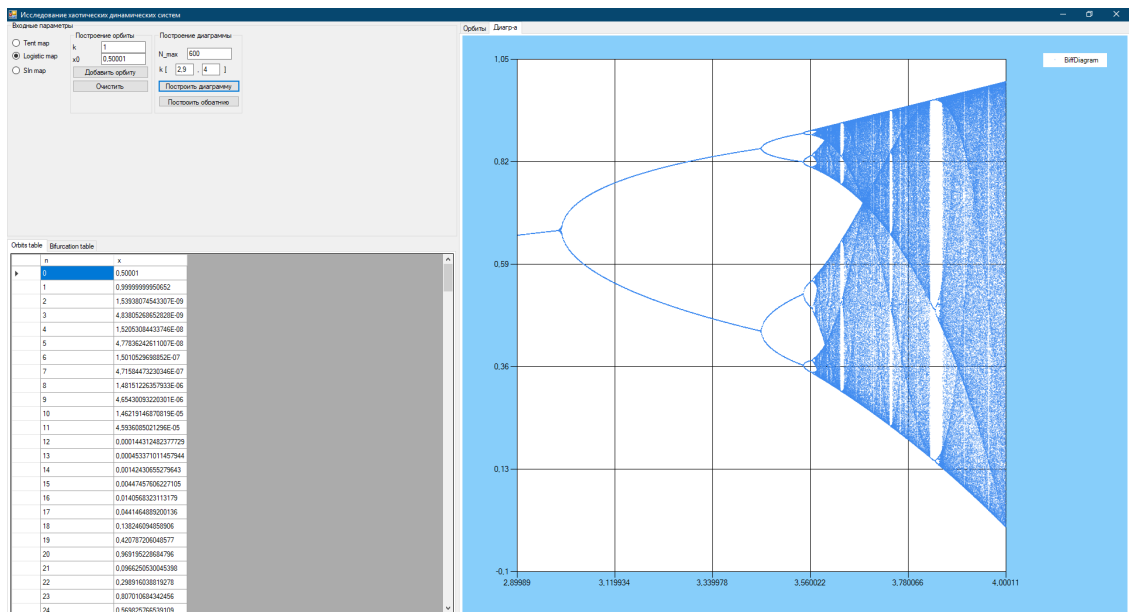 Исследование хаотических динамических систем
Входные параметры
Tent map
Logistic map
SIn map
Построение орбиты
k 1
x0 0,50001
Добавить орбиту
Очистить
Построение диаграммы
N_max 600
k [ 2,9 , 4 ]
Построить диаграмму
Построить обратную
Orbits table Bifurcation table
n x
0 0,50001
1 0,99999999950652
2 1,53938074543307E-09
3 4,83805268652828E-09
4 1,52053084433746E-08
5 4,77836242611007E-08
6 1,5010529698852E-07
7 4,71584473230346E-07
8 1,48151226357933E-06
9 4,65430093220301E-06
10 1,46219146870819E-05
11 4,5936085021296E-05
12 0,000144312482377729
13 0,000453371011457944
14 0,00142430655279643
15 0,00447457606227105
16 0,0140568323113179
17 0,0441464889200136
18 0,138246094858906
19 0,420787206048577
20 0,969195228684796
21 0,0966250530045398
22 0,298916038819278
23 0,807010684342456
24 0,569825766539109
Орбиты Диагр-а
BiffDiagram
1,05
0,82
0,59
0,36
0,13
-0,1
2,89989 3,119934 3,339978 3,560022 3,780066 4,00011